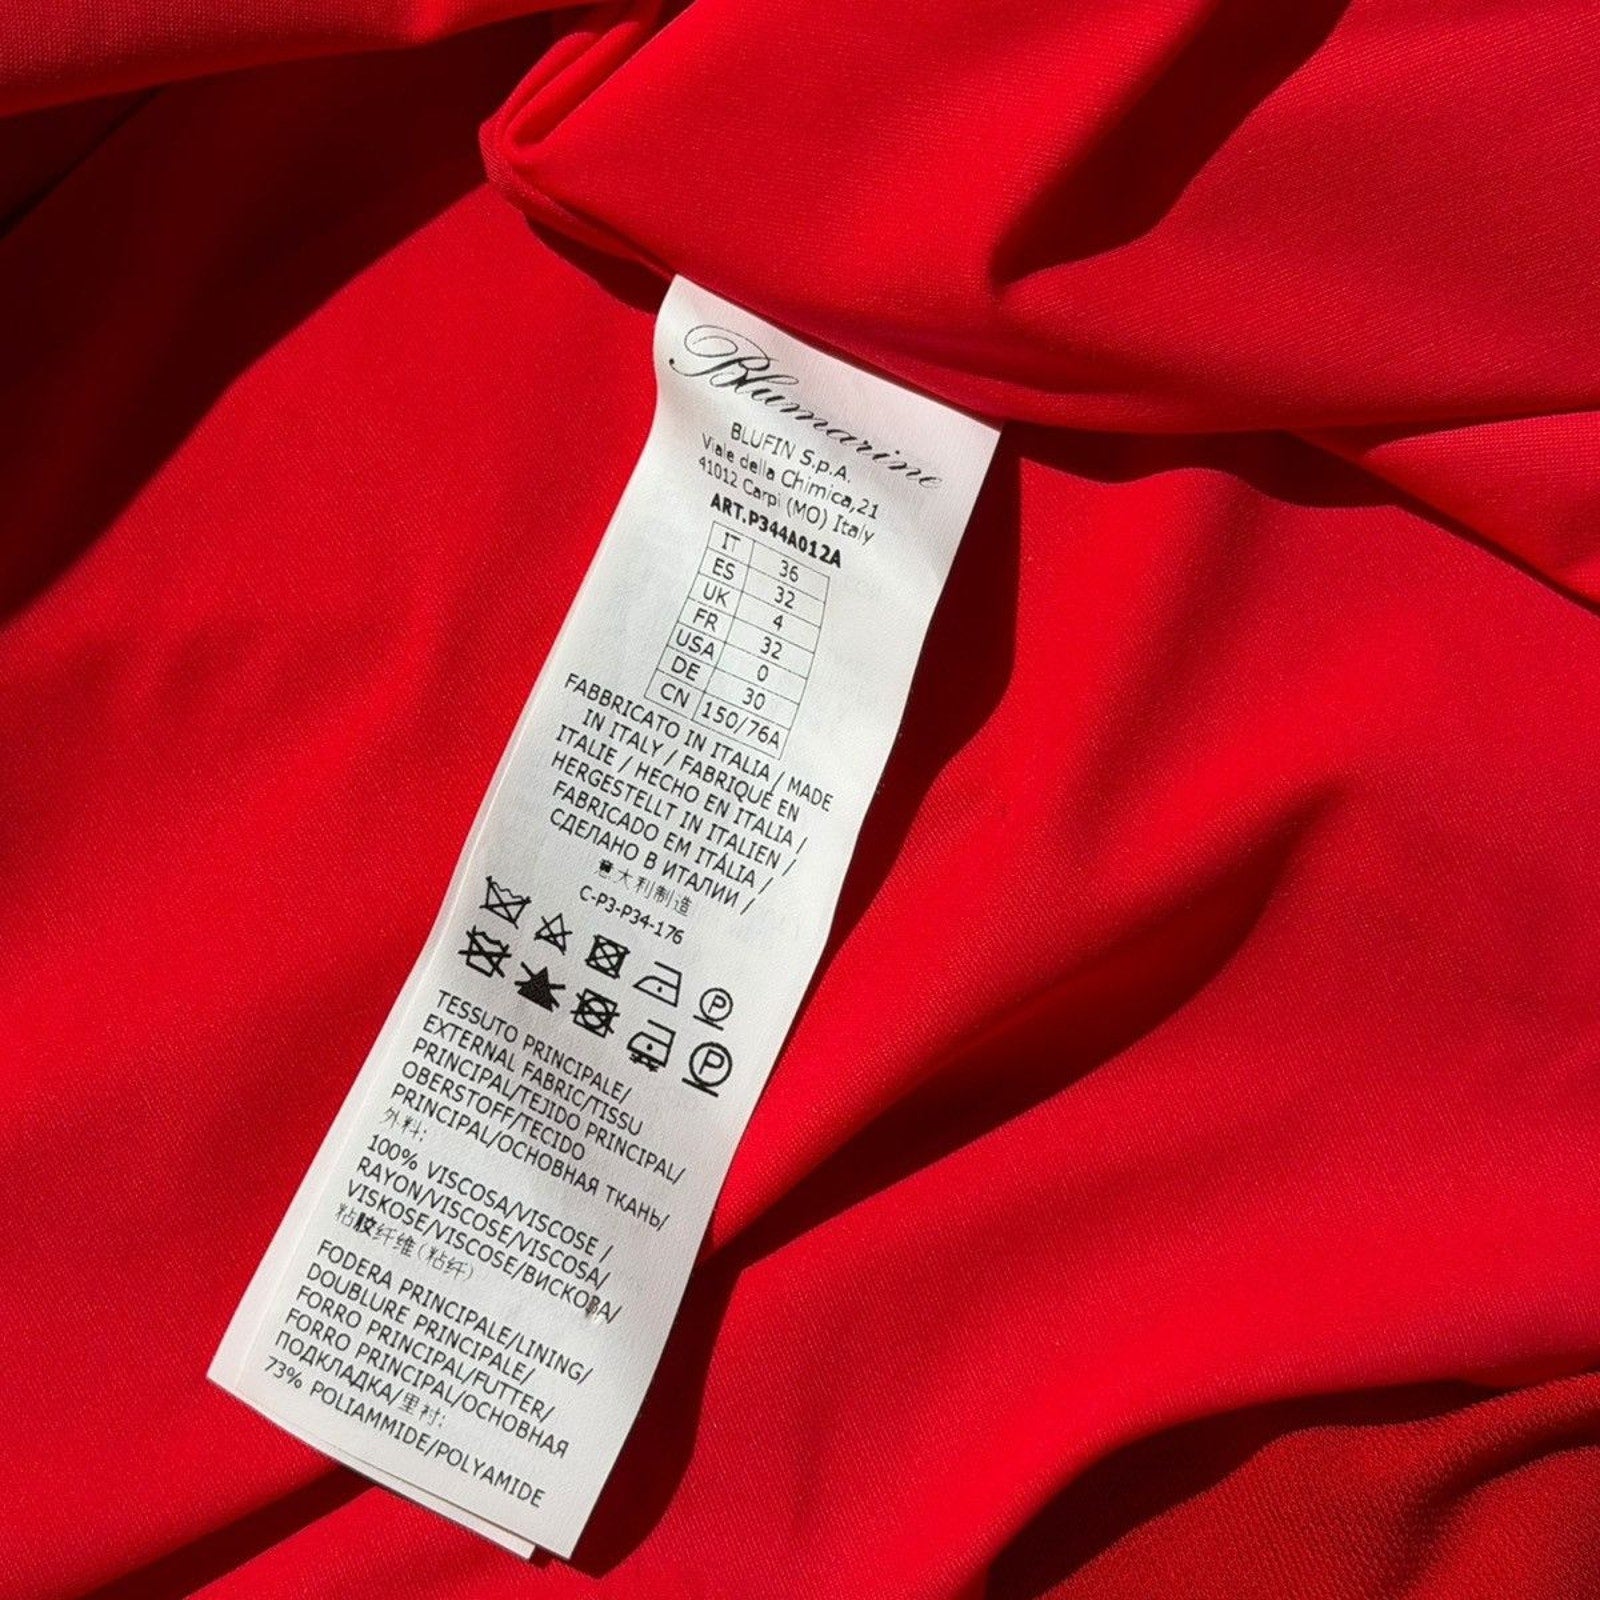 Blumarine
BLUFIN S.p.A.
Viale della Chimica,21
41012 Carpi (MO) Italy
ART.P344A012A
IT 36
ES 32
UK 4
FR 32
USA 0
DE 30
CN 150/76A
FABBRICATO IN ITALIA / MADE
IN ITALY / FABRIQUÉ EN
ITALIE / HECHO EN ITALIA /
HERGESTELLT IN ITALIEN /
FABRICADO EM ITÁLIA /
СДЕЛАНО В ИТАЛИИ /
意大利制造
C-P3-P34-176
P
P
TESSUTO PRINCIPALE/
EXTERNAL FABRIC/TISSU
PRINCIPAL/TEJIDO PRINCIPAL/
OBERSTOFF/TECIDO
PRINCIPAL/ОСНОВНАЯ ТКАНЬ/
外料:
100% VISCOSA/VISCOSE /
RAYON/VISCOSE/VISCOSA/
VISKOSE/VISCOSE/ВИСКОЗА/
粘胶纤维(粘纤)
FODERA PRINCIPALE/LINING/
DOUBLURE PRINCIPALE/
FORRO PRINCIPAL/FUTTER/
FORRO PRINCIPAL/ОСНОВНАЯ
ПОДКЛАДКА/里衬:
73% POLIAMMIDE/POLYAMIDE